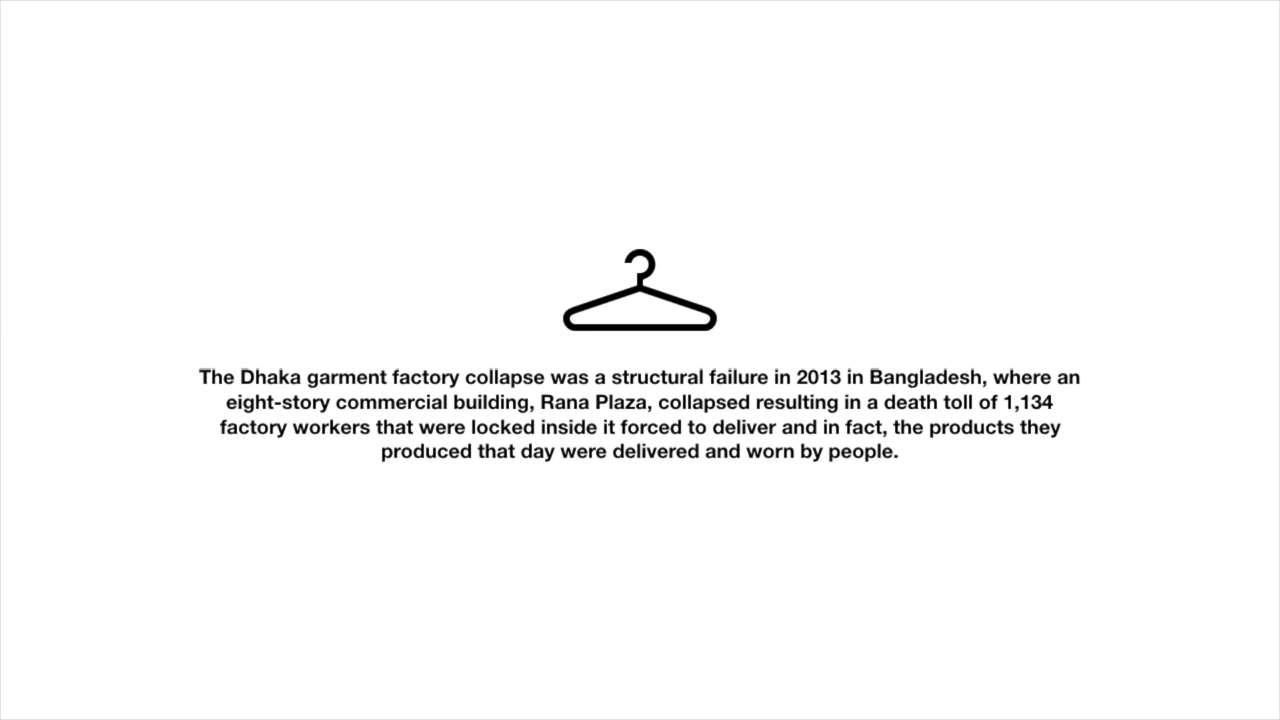 The Dhaka garment factory collapse was a structural failure in 2013 in Bangladesh, where an
eight-story commercial building, Rana Plaza, collapsed resulting in a death toll of 1,134
factory workers that were locked inside it forced to deliver and in fact, the products they
produced that day were delivered and worn by people.